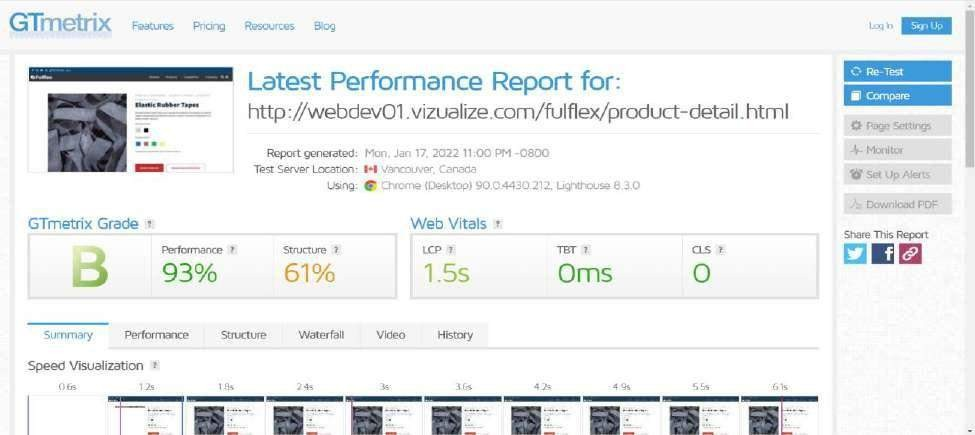 GTmetrix Features Pricing Resources Blog Log In Sign Up
Fulflex
Elastic Rubber Tapes
Latest Performance Report for:
http://webdev01.vizualize.com/fulflex/product-detail.html
Report generated: Mon, Jan 17, 2022 11:00 PM -0800
Test Server Location: Vancouver, Canada
Using: Chrome (Desktop) 90.0.4430.212, Lighthouse 8.3.0
Re-Test
Compare
Page Settings
Monitor
Set Up Alerts
Download PDF
Share This Report
GTmetrix Grade ?
B
Performance ?
93%
Structure ?
61%
Web Vitals ?
LCP ?
1.5s
TBT ?
0ms
CLS ?
0
Summary Performance Structure Waterfall Video History
Speed Visualization ?
0.6s 1.2s 1.8s 2.4s 3s 3.6s 4.2s 4.9s 5.5s 6.1s